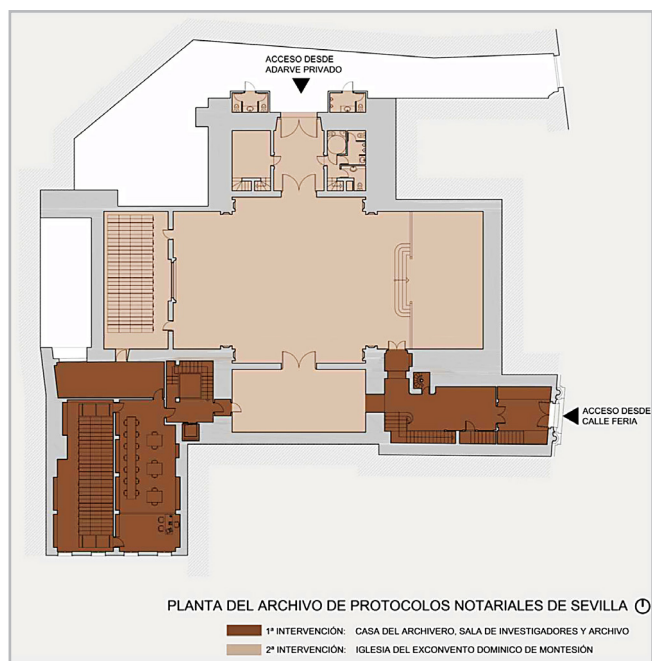 ACCESO DESDE
ADARVE PRIVADO
ACCESO DESDE
CALLE FERIA
PLANTA DEL ARCHIVO DE PROTOCOLOS NOTARIALES DE SEVILLA
1ª INTERVENCIÓN: CASA DEL ARCHIVERO, SALA DE INVESTIGADORES Y ARCHIVO
2ª INTERVENCIÓN: IGLESIA DEL EXCONVENTO DOMINICO DE MONTESIÓN